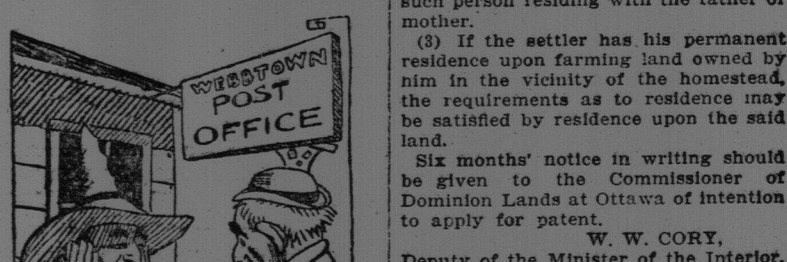 WEBBTOWN
POST
OFFICE
such person residing with the father or
mother.
(3) If the settler has his permanent
residence upon farming land owned by
him in the vicinity of the homestead,
the requirements as to residence may
be satisfied by residence upon the said
land.
Six months' notice in writing should
be given to the Commissioner of
Dominion Lands at Ottawa of intention
to apply for patent.
W. W. CORY,
Deputy of the Minister of the Interior.